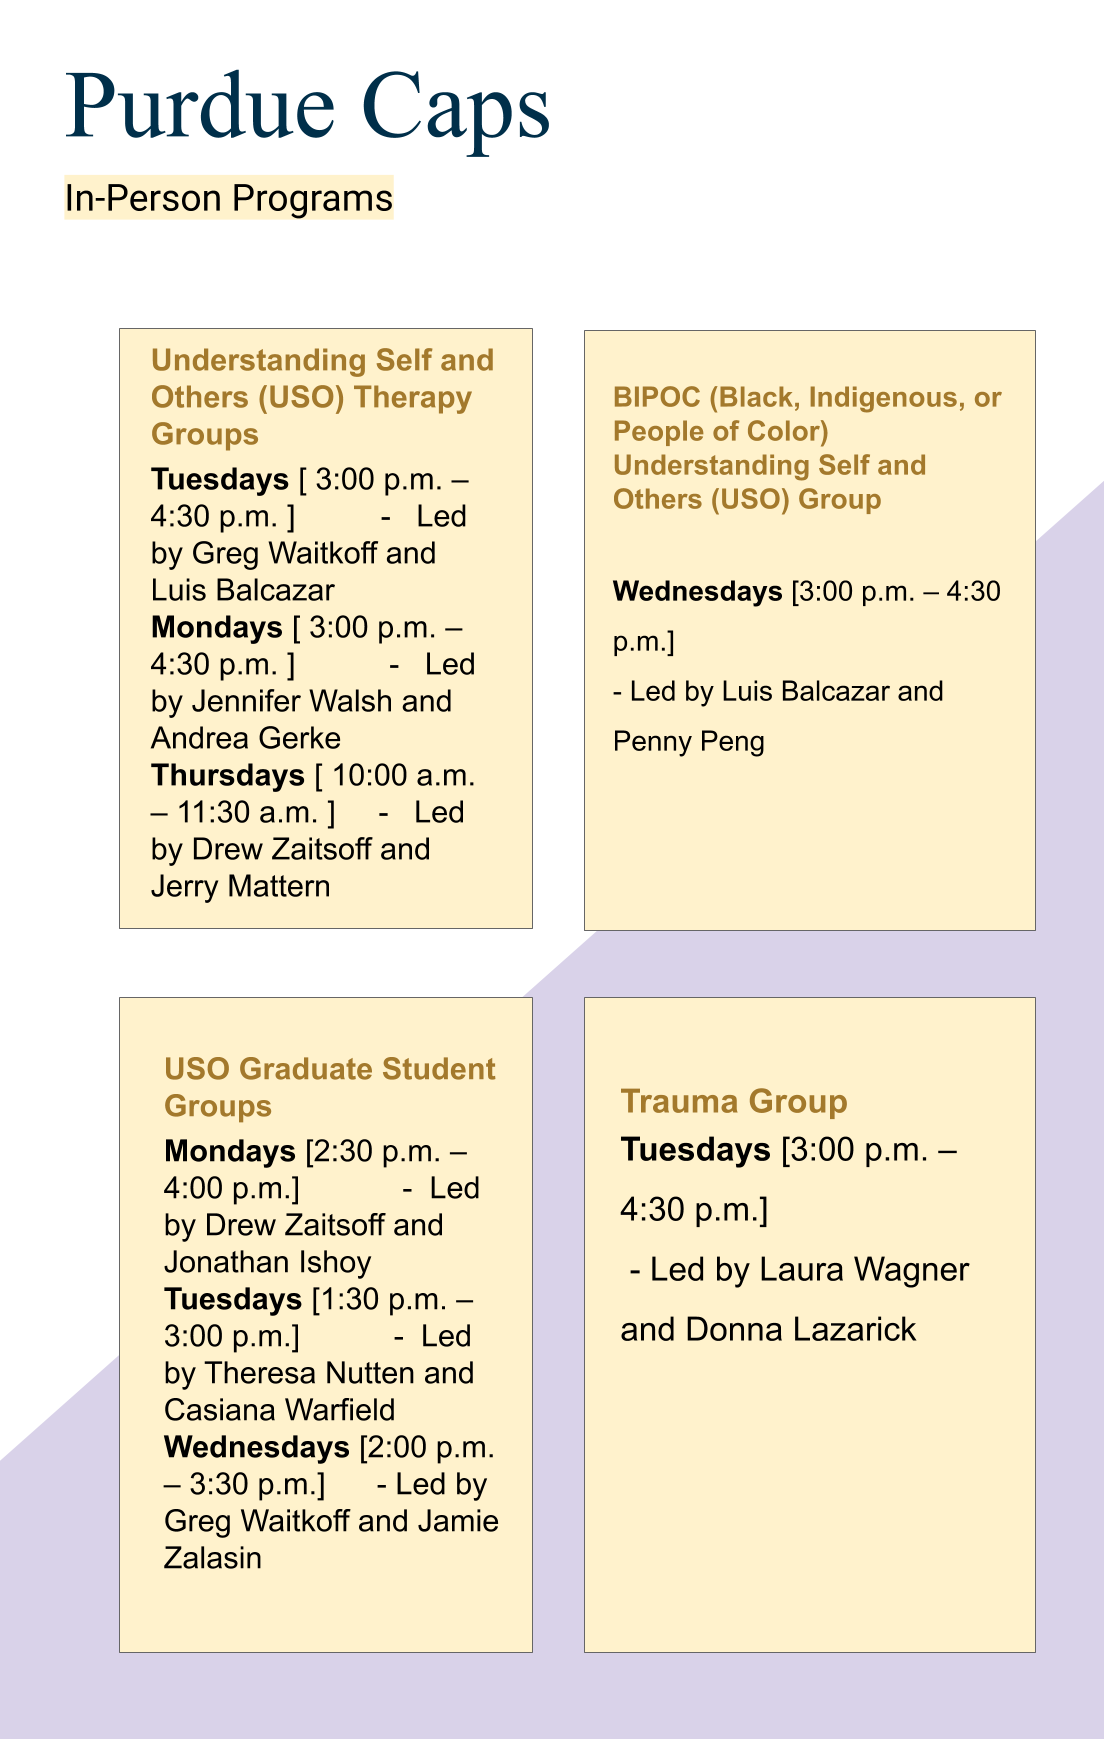 Purdue Caps
In-Person Programs
Understanding Self and
Others (USO) Therapy
Groups
Tuesdays [ 3:00 p.m. –
4:30 p.m. ] - Led
by Greg Waitkoff and
Luis Balcazar
Mondays [ 3:00 p.m. –
4:30 p.m. ] - Led
by Jennifer Walsh and
Andrea Gerke
Thursdays [ 10:00 a.m.
– 11:30 a.m. ] - Led
by Drew Zaitsoff and
Jerry Mattern
BIPOC (Black, Indigenous, or
People of Color)
Understanding Self and
Others (USO) Group
Wednesdays [3:00 p.m. – 4:30
p.m.]
- Led by Luis Balcazar and
Penny Peng
USO Graduate Student
Groups
Mondays [2:30 p.m. –
4:00 p.m.] - Led
by Drew Zaitsoff and
Jonathan Ishoy
Tuesdays [1:30 p.m. –
3:00 p.m.] - Led
by Theresa Nutten and
Casiana Warfield
Wednesdays [2:00 p.m.
– 3:30 p.m.] - Led by
Greg Waitkoff and Jamie
Zalasin
Trauma Group
Tuesdays [3:00 p.m. –
4:30 p.m.]
- Led by Laura Wagner
and Donna Lazarick